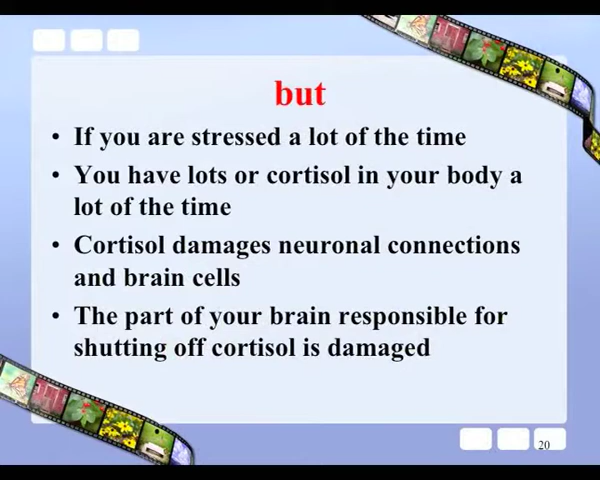 but
• If you are stressed a lot of the time
• You have lots or cortisol in your body a
lot of the time
• Cortisol damages neuronal connections
and brain cells
• The part of your brain responsible for
shutting off cortisol is damaged
20